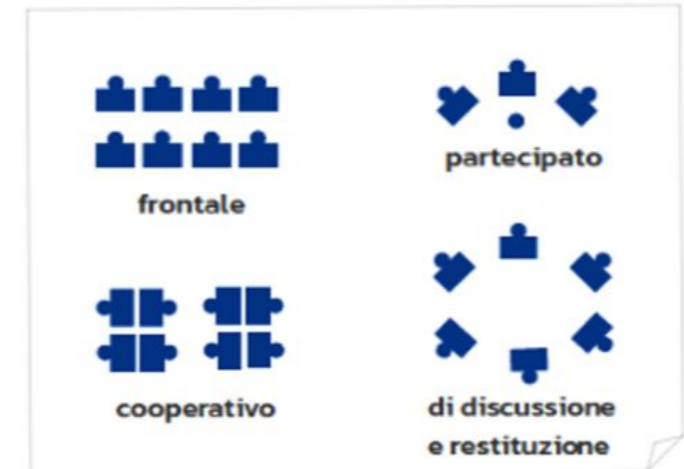 frontale
partecipato
cooperativo
di discussione
e restituzione